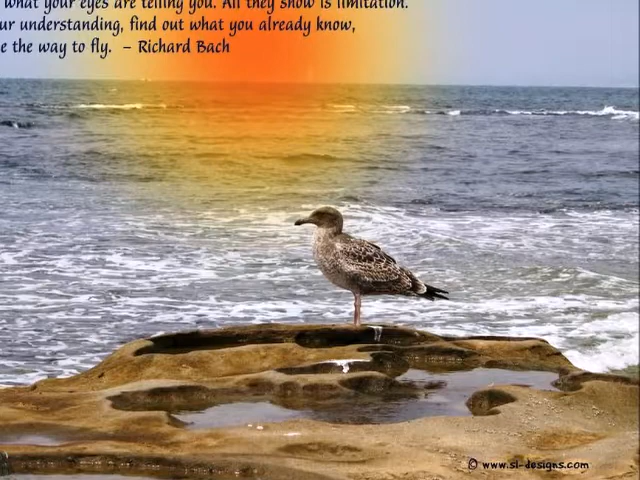 what your eyes are telling you. All they show is limitation.
ur understanding, find out what you already know,
e the way to fly. – Richard Bach
© www.sl-designs.com